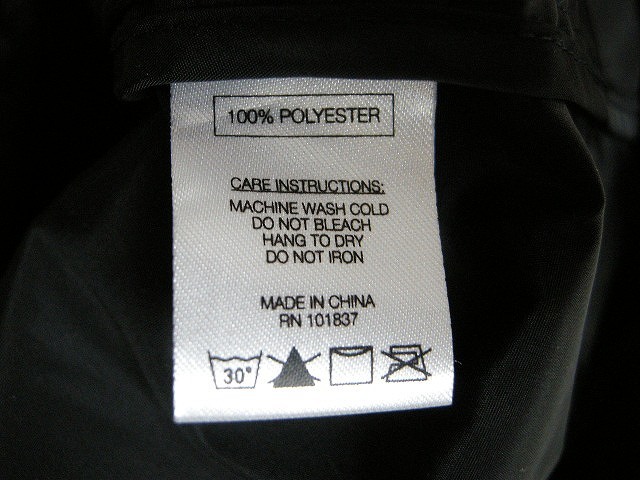 100% POLYESTER
CARE INSTRUCTIONS:
MACHINE WASH COLD
DO NOT BLEACH
HANG TO DRY
DO NOT IRON
MADE IN CHINA
RN 101837
30°